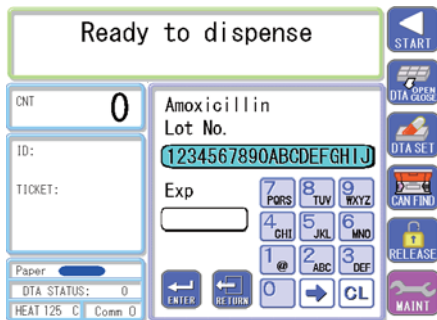 Ready to dispense
START
DTA OPEN CLOSE
DTA SET
CAN FIND
RELEASE
MAINT
CNT 0
ID:
TICKET:
Paper
DTA STATUS: 0
HEAT 125 C Comm 0
Amoxicillin
Lot No.
1234567890ABCDEFGHIJ
Exp
7 PQRS 8 TUV 9 WXYZ
4 GHI 5 JKL 6 MNO
1 @ 2 ABC 3 DEF
0 → CL
ENTER RETURN